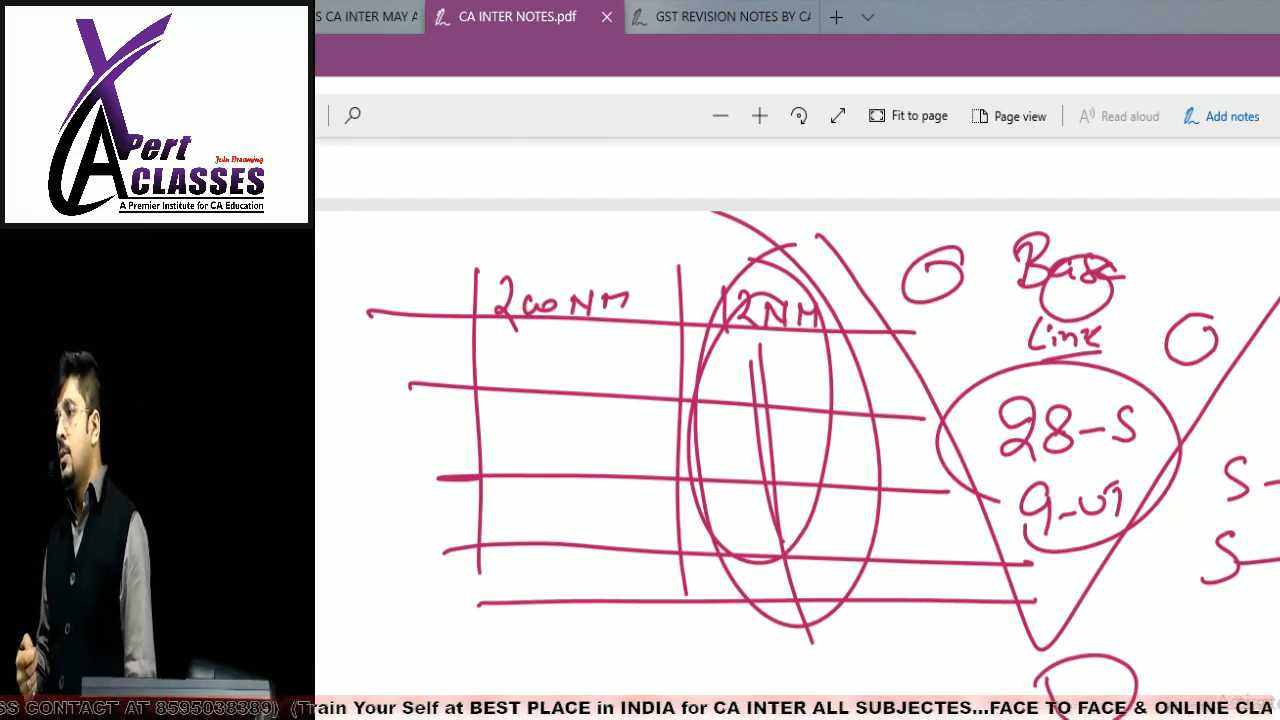 S CA INTER MAY A
CA INTER NOTES.pdf
GST REVISION NOTES BY CA
Fit to page
Page view
A)) Read aloud
Add notes
X
Pert
Join Dreaming
CA CLASSES
A Premier Institute for CA Education
200 NM
12 NM
Base
Line
28-S
9-UT
S-
S-
SS CONTACT AT 8595038389) (Train Your Self at BEST PLACE in INDIA for CA INTER ALL SUBJECTES...FACE TO FACE & ONLINE CLA